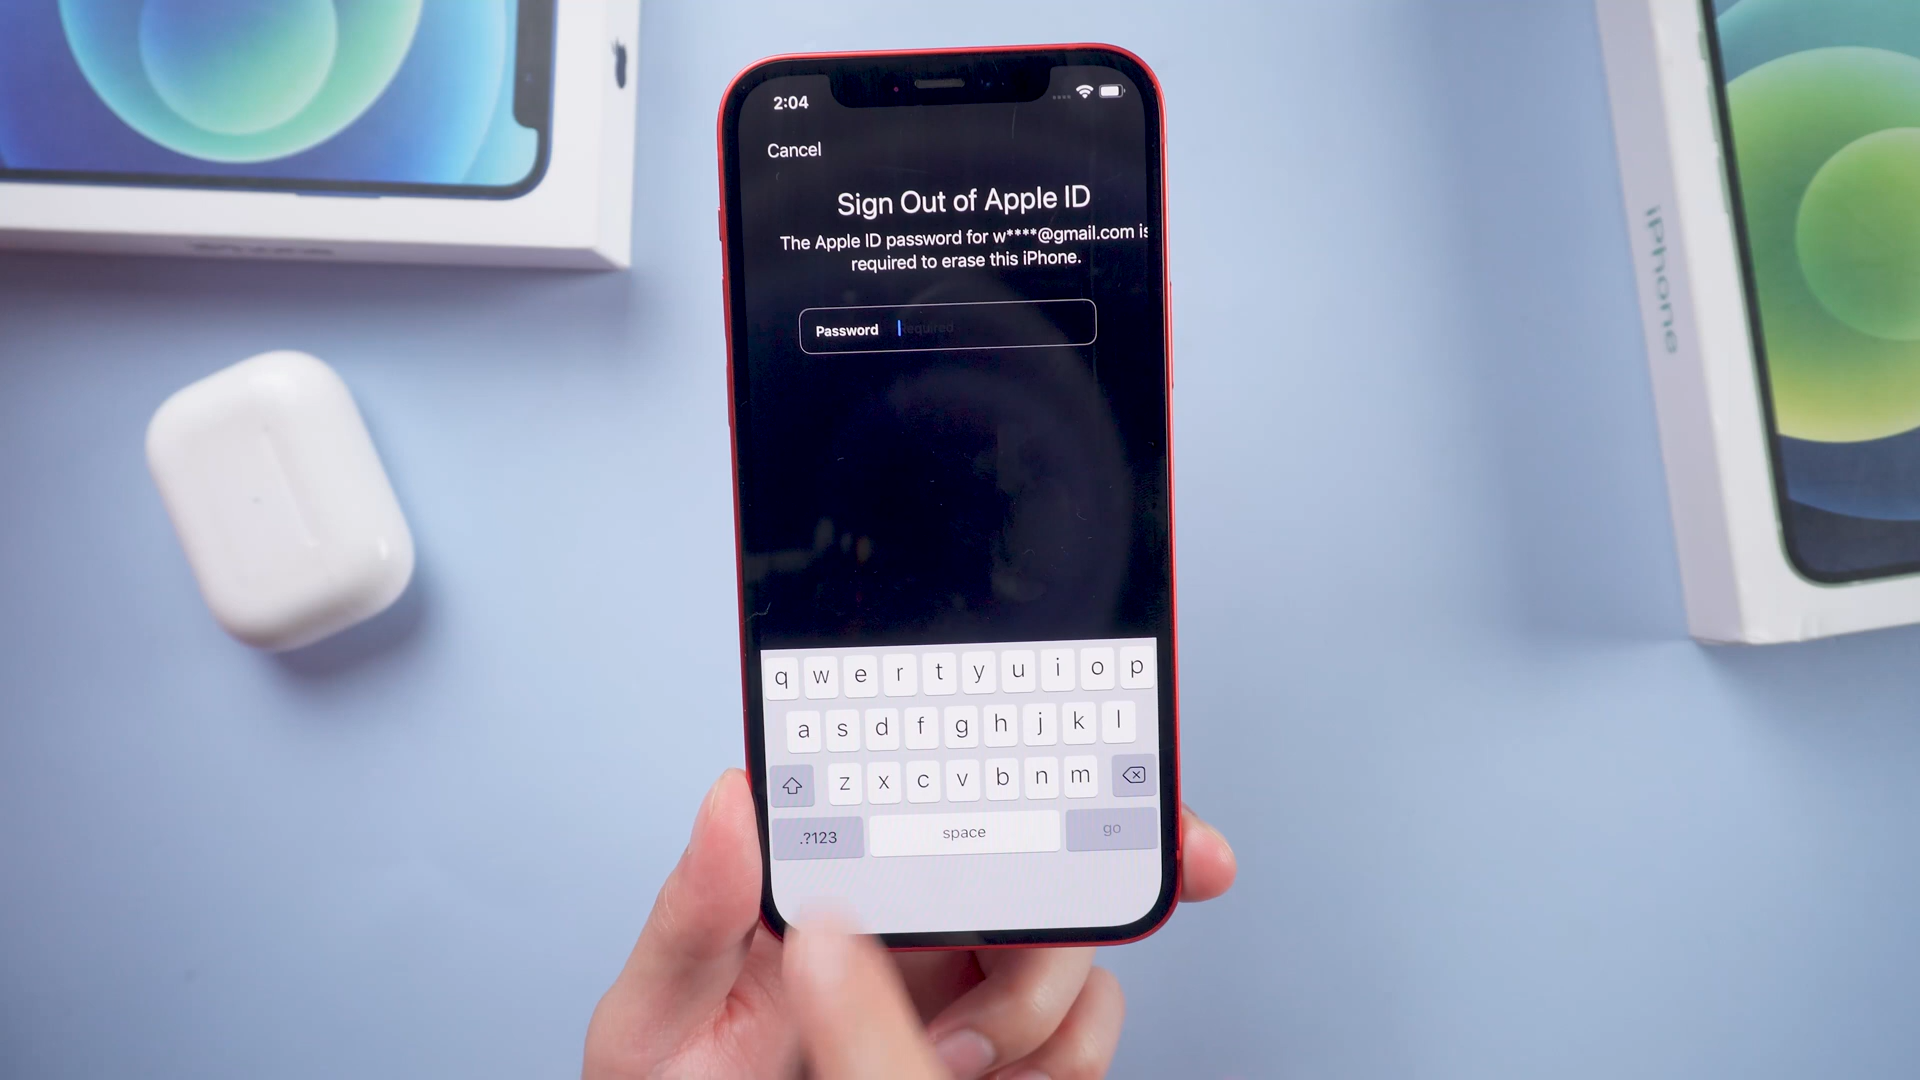 2:04
Cancel
Sign Out of Apple ID
The Apple ID password for w****@gmail.com is
required to erase this iPhone.
Password Required
q w e r t y u i o p
a s d f g h j k l
z x c v b n m
.?123 space go
iPhone